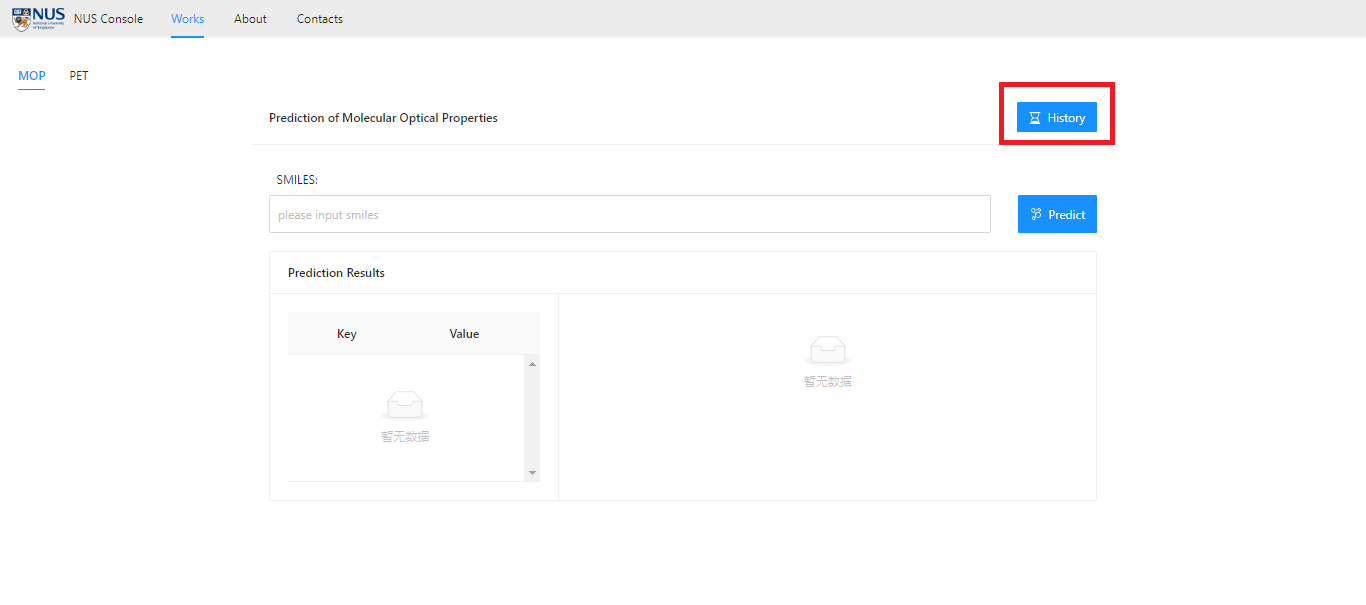 NUS
National University
of Singapore
NUS Console Works About Contacts
MOP PET
Prediction of Molecular Optical Properties
History
SMILES:
please input smiles
Predict
Prediction Results
Key Value
暂无数据
暂无数据